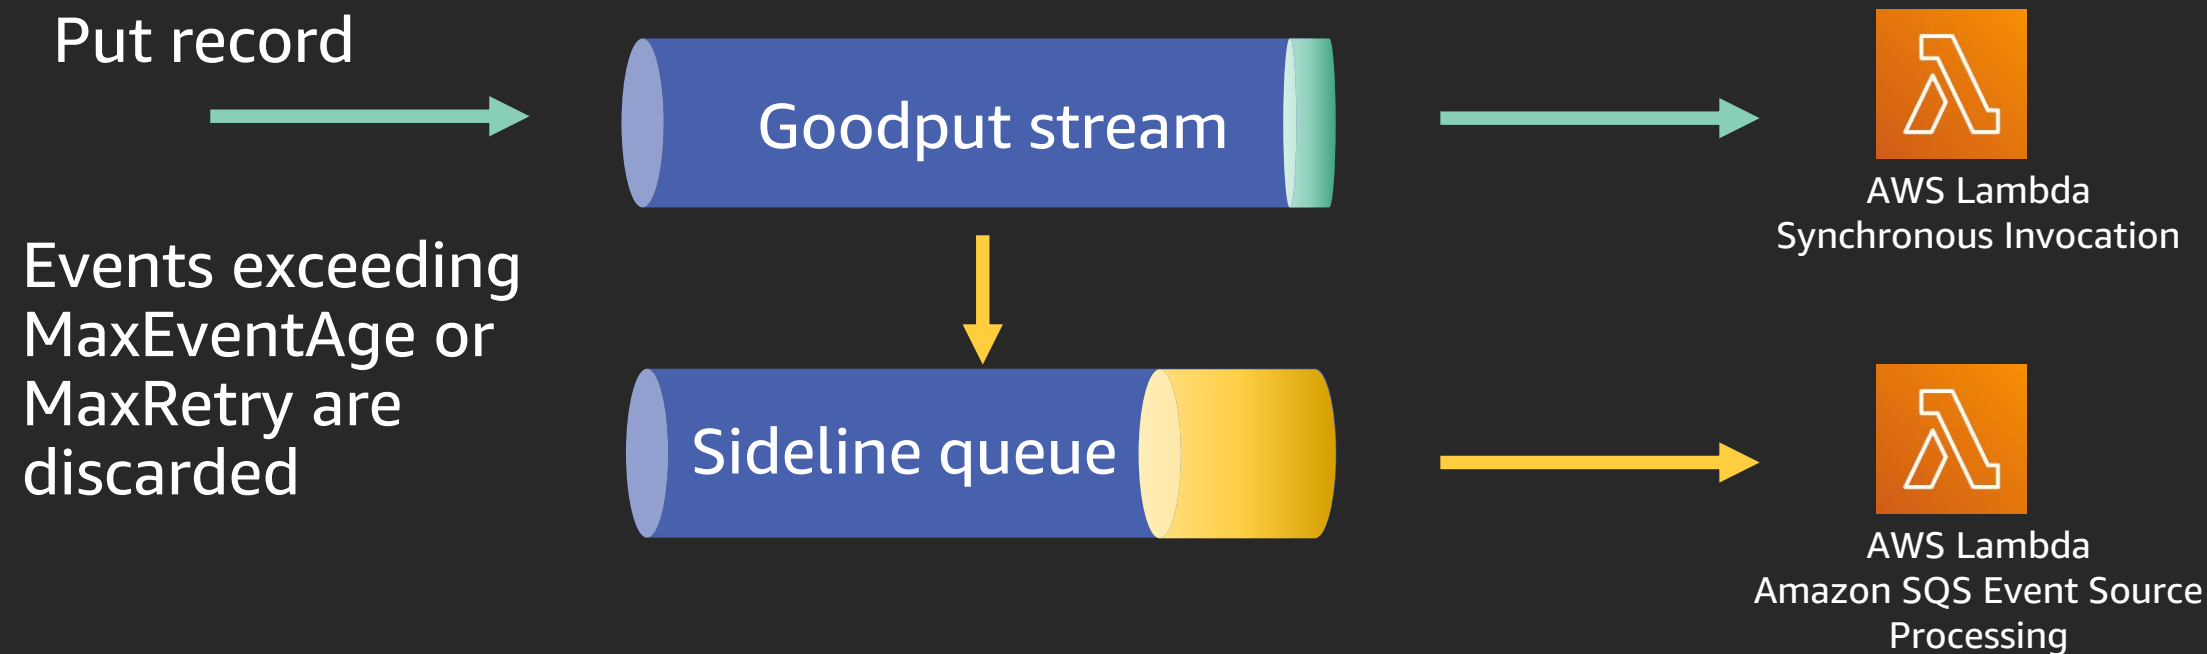 Put record
Goodput stream
AWS Lambda
Synchronous Invocation
Events exceeding
MaxEventAge or
MaxRetry are
discarded
Sideline queue
AWS Lambda
Amazon SQS Event Source
Processing